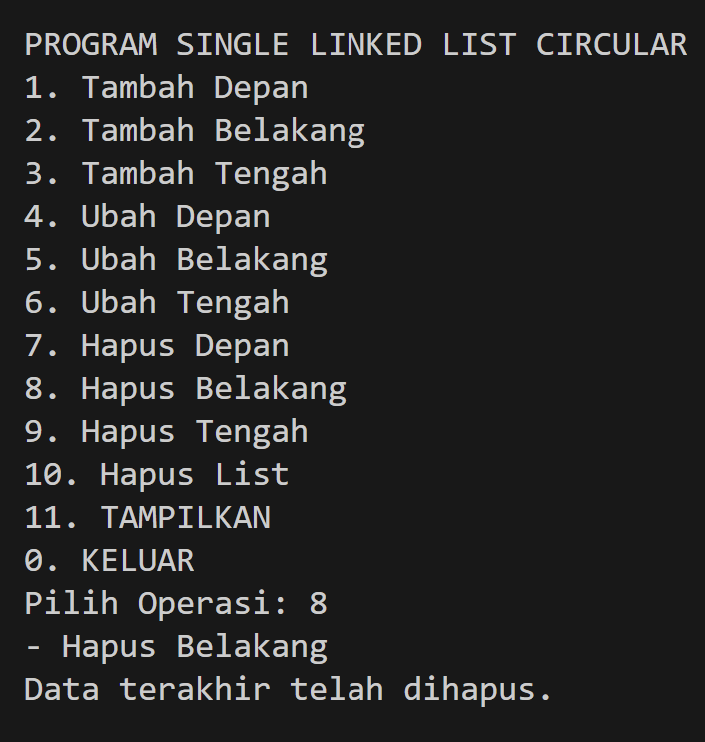 PROGRAM SINGLE LINKED LIST CIRCULAR
1. Tambah Depan
2. Tambah Belakang
3. Tambah Tengah
4. Ubah Depan
5. Ubah Belakang
6. Ubah Tengah
7. Hapus Depan
8. Hapus Belakang
9. Hapus Tengah
10. Hapus List
11. TAMPILKAN
0. KELUAR
Pilih Operasi: 8
- Hapus Belakang
Data terakhir telah dihapus.